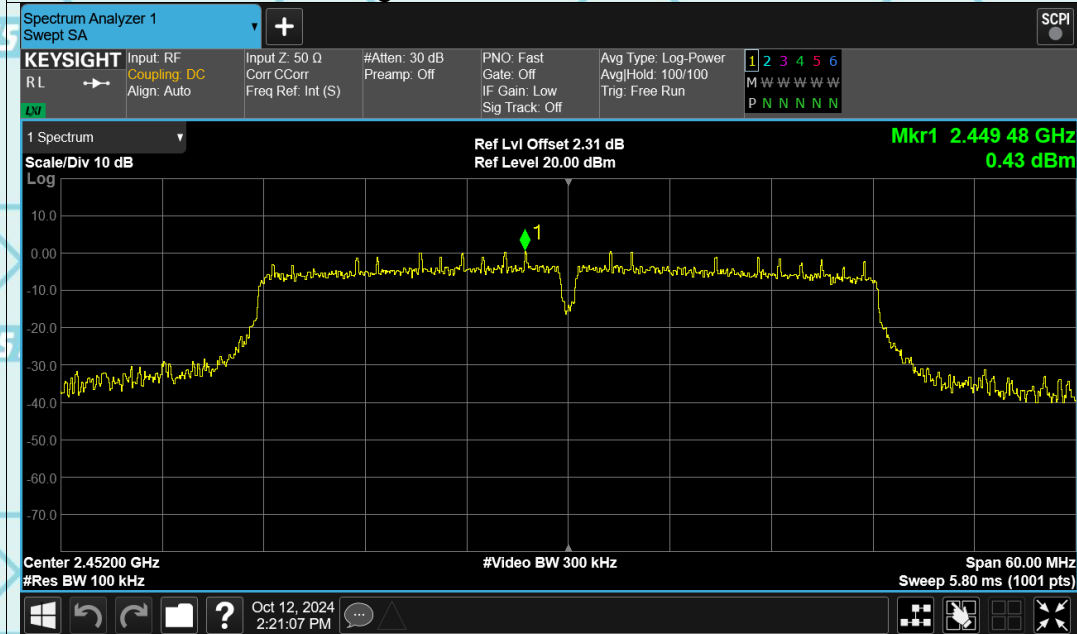 Spectrum Analyzer 1
Swept SA
+
SCPI
KEYSIGHT
RL
LXI
Input: RF
Coupling: DC
Align: Auto
Input Z: 50 Ω
Corr CCorr
Freq Ref: Int (S)
#Atten: 30 dB
Preamp: Off
PNO: Fast
Gate: Off
IF Gain: Low
Sig Track: Off
Avg Type: Log-Power
Avg|Hold: 100/100
Trig: Free Run
1 2 3 4 5 6
M W W W W W
P N N N N N
1 Spectrum
Scale/Div 10 dB
Log
Ref Lvl Offset 2.31 dB
Ref Level 20.00 dBm
Mkr1 2.449 48 GHz
0.43 dBm
1
10.0
0.00
-10.0
-20.0
-30.0
-40.0
-50.0
-60.0
-70.0
Center 2.45200 GHz
#Res BW 100 kHz
#Video BW 300 kHz
Span 60.00 MHz
Sweep 5.80 ms (1001 pts)
?
Oct 12, 2024
2:21:07 PM